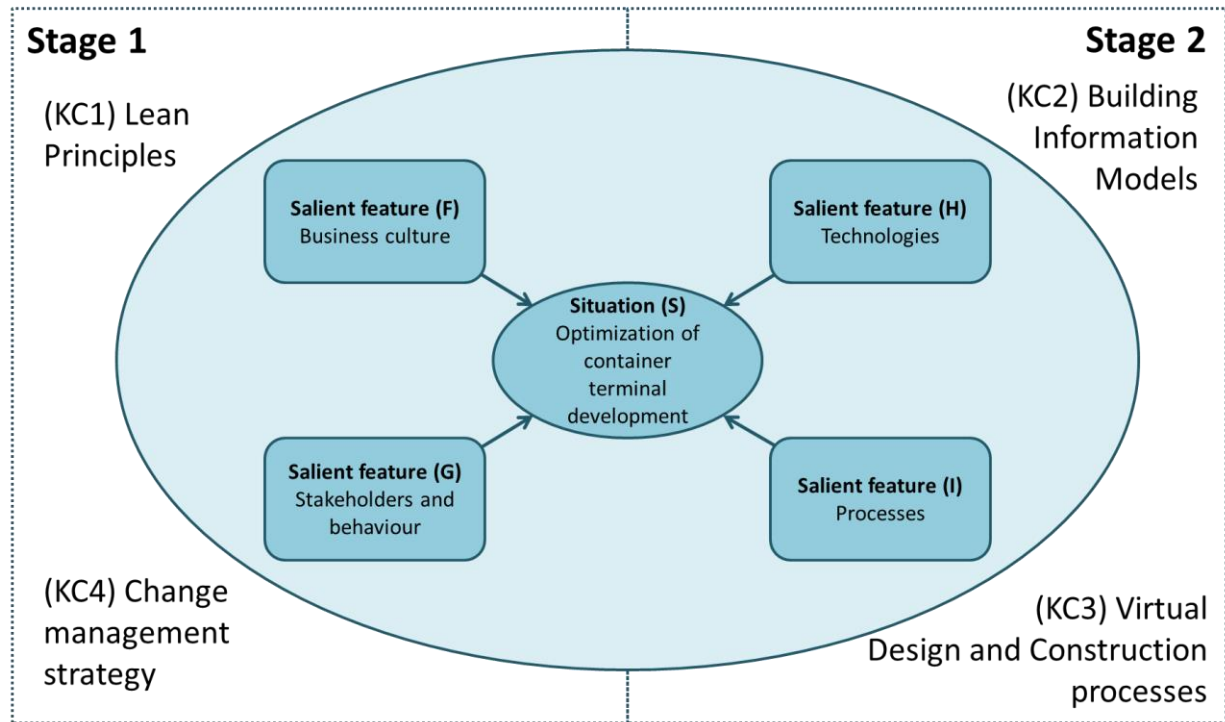 Stage 1
Stage 2
(KC1) Lean
Principles
(KC2) Building
Information
Models
Salient feature (F)
Business culture
Salient feature (H)
Technologies
Situation (S)
Optimization of
container
terminal
development
Salient feature (G)
Stakeholders and
behaviour
Salient feature (I)
Processes
(KC4) Change
management
strategy
(KC3) Virtual
Design and Construction
processes